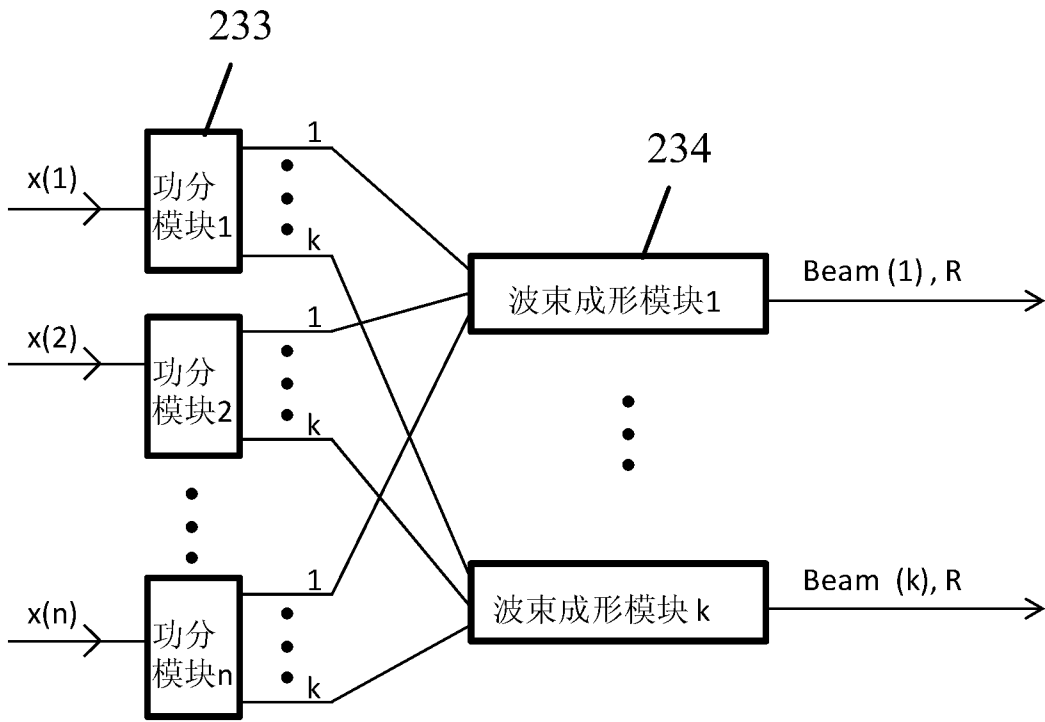 233
234
x(1)
功分
模块1
1
k
x(2)
功分
模块2
1
k
x(n)
功分
模块n
1
k
波束成形模块1
Beam (1) , R
波束成形模块 k
Beam (k), R